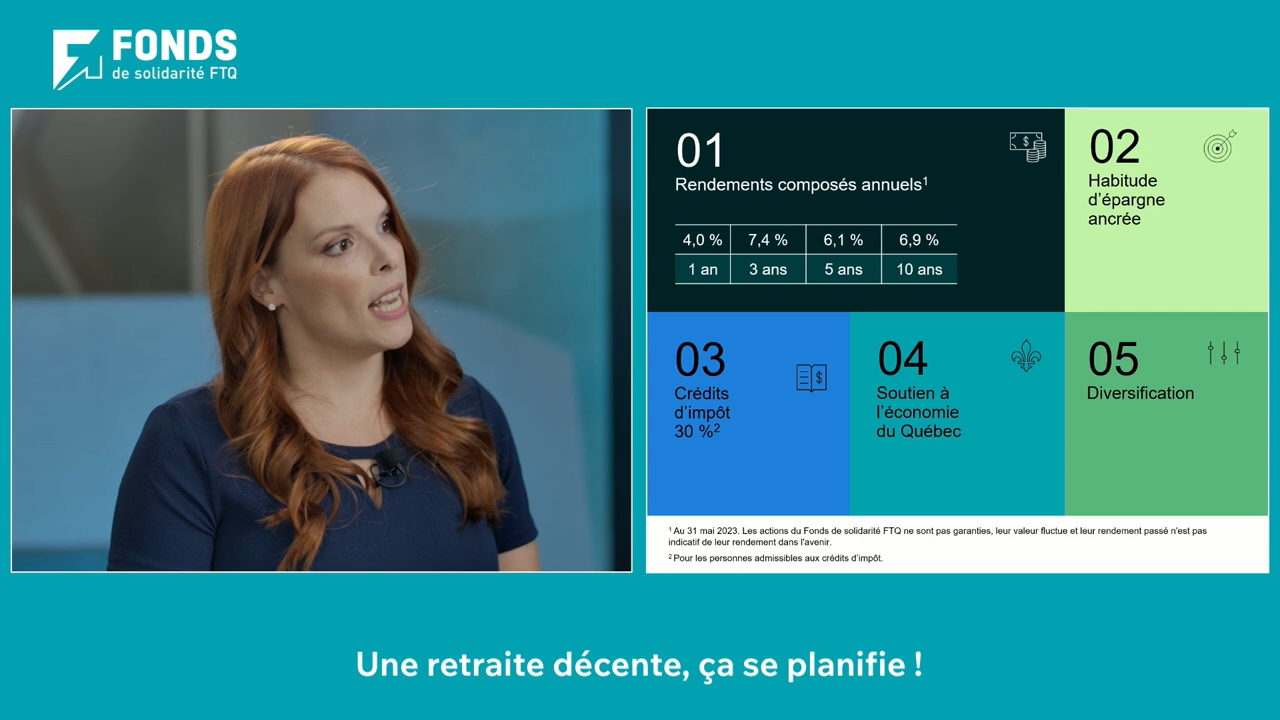 FONDS
de solidarité FTQ
01
Rendements composés annuels¹
4,0 % 7,4 % 6,1 % 6,9 %
1 an 3 ans 5 ans 10 ans
02
Habitude
d'épargne
ancrée
03
Crédits
d'impôt
30 %²
04
Soutien à
l'économie
du Québec
05
Diversification
¹ Au 31 mai 2023. Les actions du Fonds de solidarité FTQ ne sont pas garanties, leur valeur fluctue et leur rendement passé n'est pas
indicatif de leur rendement dans l'avenir.
² Pour les personnes admissibles aux crédits d'impôt.
Une retraite décente, ça se planifie !